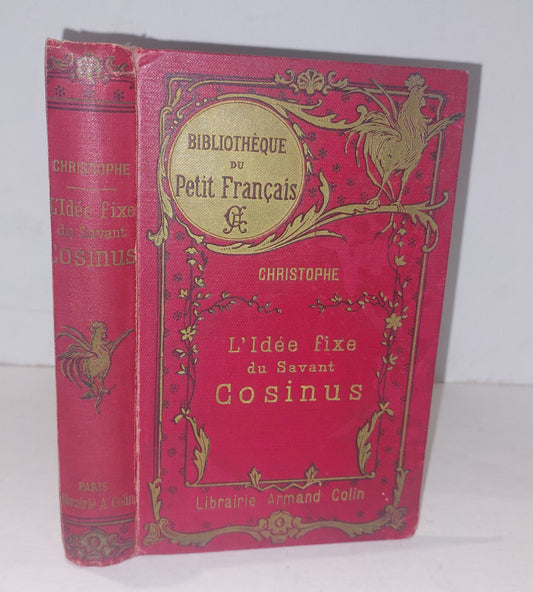 CHRISTOPHE
L'Idée fixe
du Savant
Cosinus
PARIS
Librairie A. Colin
BIBLIOTHÈQUE
DU
Petit Français
AC
CHRISTOPHE
L'Idée fixe
du Savant
Cosinus
Librairie Armand Colin